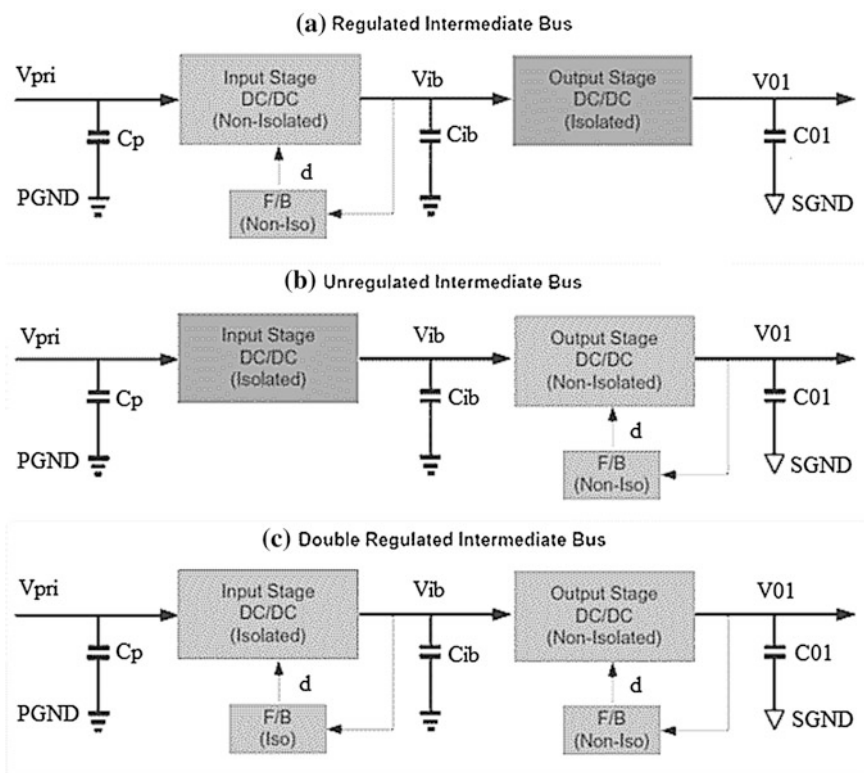 (a) Regulated Intermediate Bus
Vpri
Input Stage
DC/DC
(Non-Isolated)
Vib
Output Stage
DC/DC
(Isolated)
V01
Cp
Cib
C01
d
PGND
F/B
(Non-Iso)
SGND
(b) Unregulated Intermediate Bus
Vpri
Input Stage
DC/DC
(Isolated)
Vib
Output Stage
DC/DC
(Non-Isolated)
V01
Cp
Cib
C01
d
PGND
F/B
(Non-Iso)
SGND
(c) Double Regulated Intermediate Bus
Vpri
Input Stage
DC/DC
(Isolated)
Vib
Output Stage
DC/DC
(Non-Isolated)
V01
Cp
Cib
C01
d
d
PGND
F/B
(Iso)
F/B
(Non-Iso)
SGND